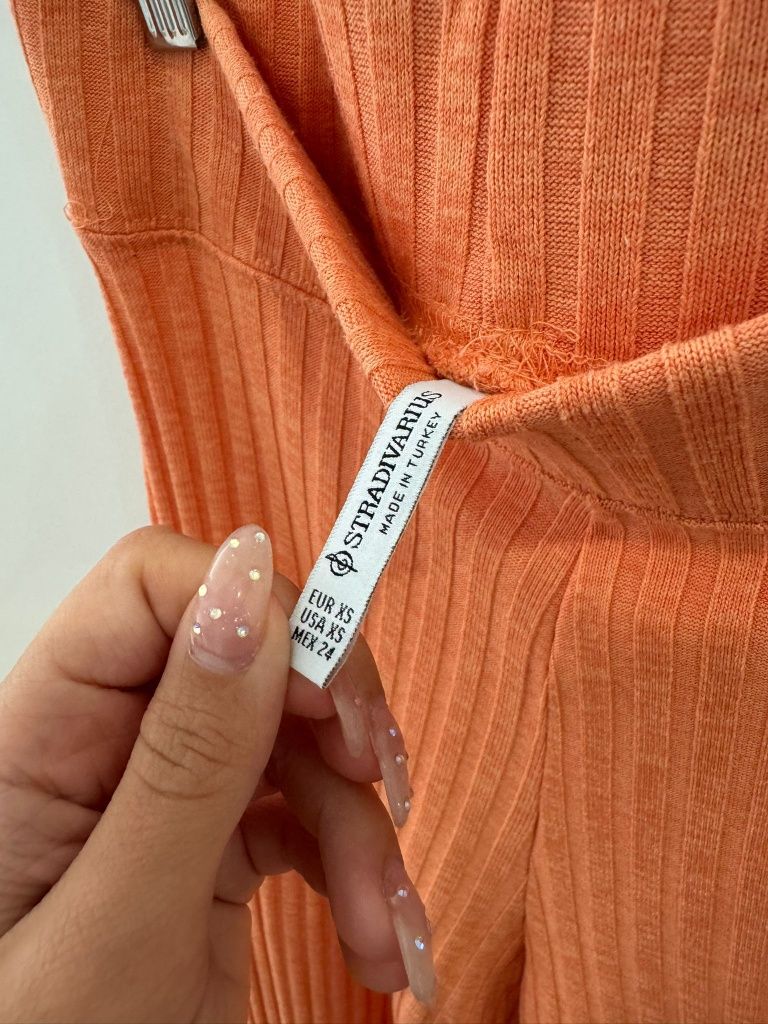 STRADIVARIUS
MADE IN TURKEY
EUR XS
USA XS
MEX 24